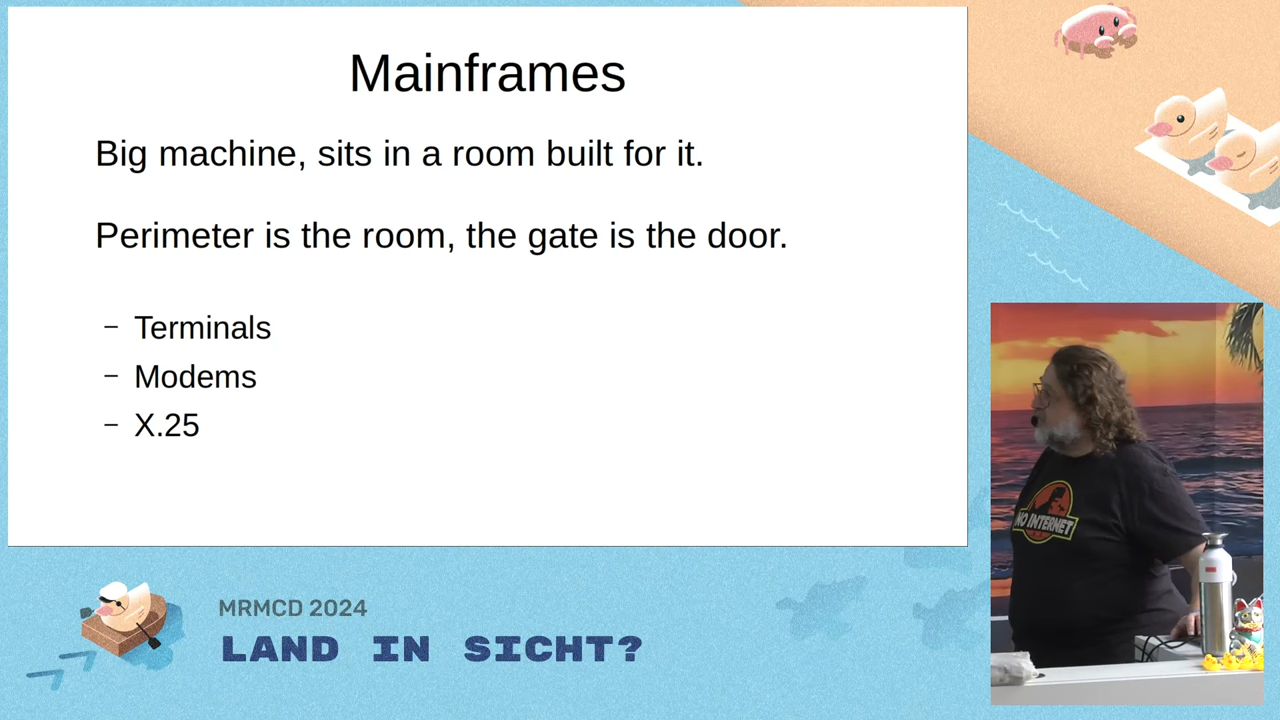 Mainframes
Big machine, sits in a room built for it.
Perimeter is the room, the gate is the door.
– Terminals
– Modems
– X.25
NO INTERNET
MRMCD 2024
LAND IN SICHT?